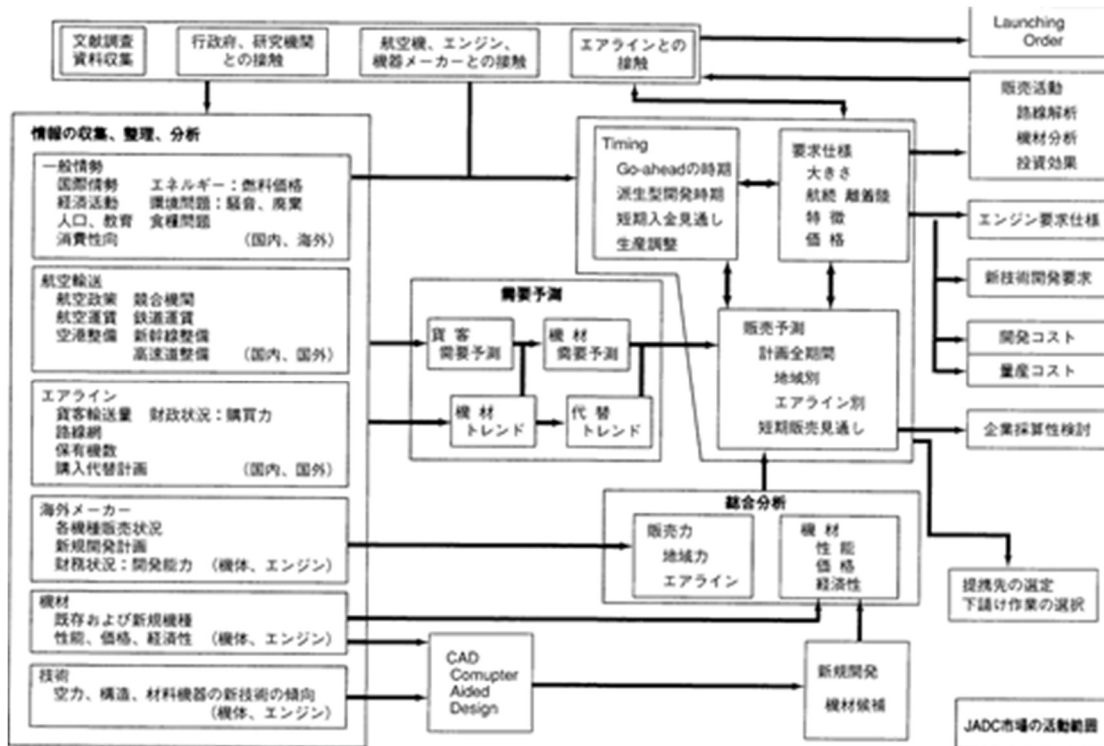 文献調査
資料収集
行政府、研究機関
との接触
航空機、エンジン、
機器メーカーとの接触
エアラインとの
接触
Launching
Order
販売活動
路線解析
機材分析
投資効果
情報の収集、整理、分析
一般情勢
国際情勢 エネルギー：燃料価格
経済活動 環境問題：騒音、廃棄
人口、教育 食糧問題
消費性向 (国内、海外)
航空輸送
航空政策 競合機関
航空運賃 鉄道運賃
空港整備 新幹線整備
高速道整備 (国内、国外)
エアライン
貨客輸送量 財政状況：購買力
路線網
保有機数
購入代替計画 (国内、国外)
海外メーカー
各機種販売状況
新規開発計画
財務状況：開発能力 (機体、エンジン)
機材
既存および新規機種
性能、価格、経済性 (機体、エンジン)
技術
空力、構造、材料機器の新技術の傾向
(機体、エンジン)
需要予測
貨客
需要予測
機材
需要予測
機材
トレンド
代替
トレンド
Timing
Go-aheadの時期
派生型開発時期
短期入金見通し
生産調整
要求仕様
大きさ
航続 離着陸
特徴
価格
販売予測
計画全期間
地域別
エアライン別
短期販売見通し
総合分析
販売力
地域力
エアライン
機材
性能
価格
経済性
CAD
Comupter
Aided
Design
新規開発
機材候補
エンジン要求仕様
新技術開発要求
開発コスト
量産コスト
企業採算性検討
提携先の選定
下請け作業の選択
JADC市場の活動範囲